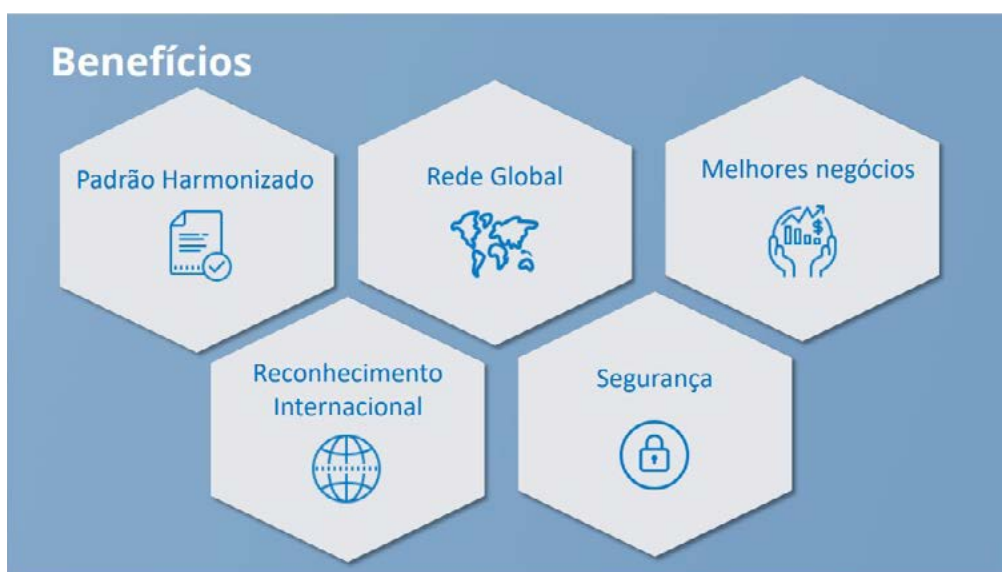 Benefícios
Padrão Harmonizado
Rede Global
Melhores negócios
$
Reconhecimento
Internacional
Segurança